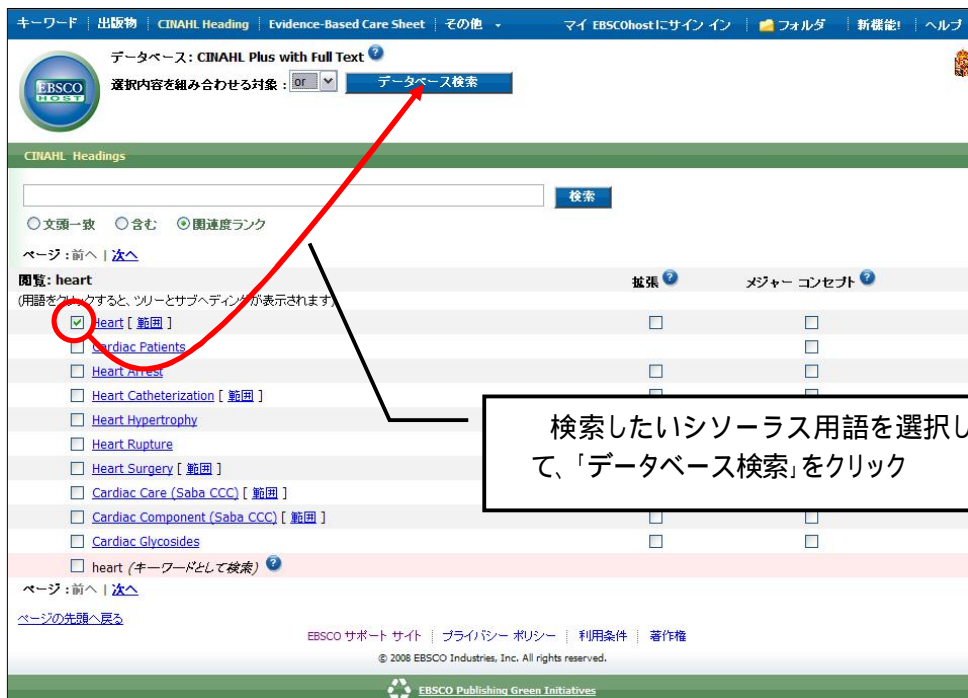 キーワード 出版物 CINAHL Heading Evidence-Based Care Sheet その他 マイ EBSCOhostにサイン イン フォルダ 新機能! ヘルプ
データベース: CINAHL Plus with Full Text
選択内容を組み合わせる対象: or データベース検索
EBSCO
HOST
CINAHL Headings
検索
文頭一致 含む 関連度ランク
ページ:前へ | 次へ
閲覧: heart 拡張 メジャー コンセプト
(用語をクリックすると、ツリーとサブヘディングが表示されます)
Heart [ 範囲 ]
Cardiac Patients
Heart Arrest
Heart Catheterization [ 範囲 ]
Heart Hypertrophy
Heart Rupture
Heart Surgery [ 範囲 ]
Cardiac Care (Saba CCC) [ 範囲 ]
Cardiac Component (Saba CCC) [ 範囲 ]
Cardiac Glycosides
heart (キーワードとして検索)
検索したいシソーラス用語を選択し
て、「データベース検索」をクリック
ページ:前へ | 次へ
ページの先頭へ戻る
EBSCO サポート サイト | プライバシー ポリシー | 利用条件 | 著作権
© 2008 EBSCO Industries, Inc. All rights reserved.
EBSCO Publishing Green Initiatives